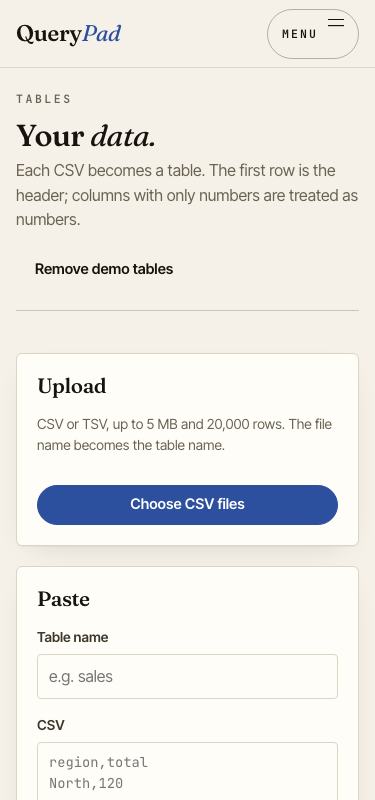 QueryPad
MENU
TABLES
Your data.
Each CSV becomes a table. The first row is the
header; columns with only numbers are treated as
numbers.
Remove demo tables
Upload
CSV or TSV, up to 5 MB and 20,000 rows. The file
name becomes the table name.
Choose CSV files
Paste
Table name
e.g. sales
CSV
region,total
North,120